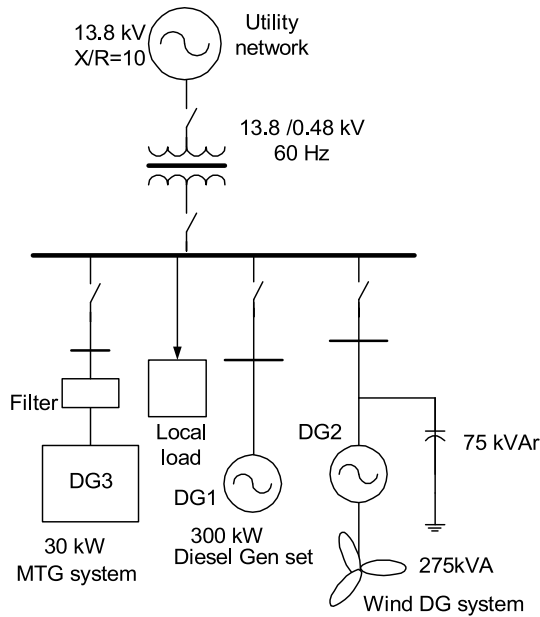 13.8 kV
X/R=10
Utility
network
13.8 /0.48 kV
60 Hz
Filter
Local
load
DG3
DG1
DG2
75 kVAr
30 kW
MTG system
300 kW
Diesel Gen set
275kVA
Wind DG system